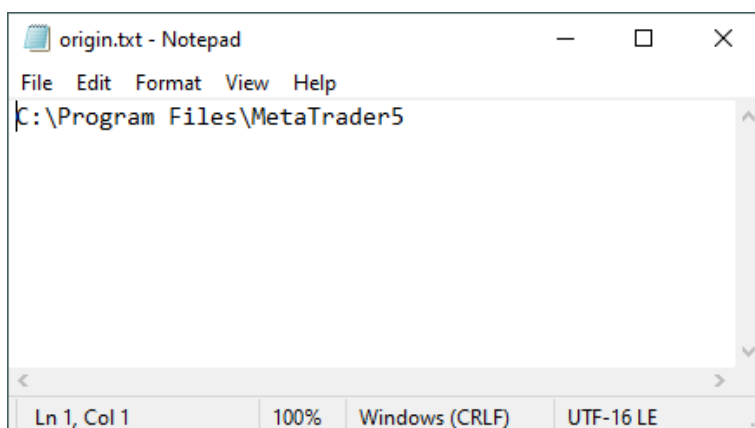 origin.txt - Notepad
File Edit Format View Help
C:\Program Files\MetaTrader5
Ln 1, Col 1 100% Windows (CRLF) UTF-16 LE